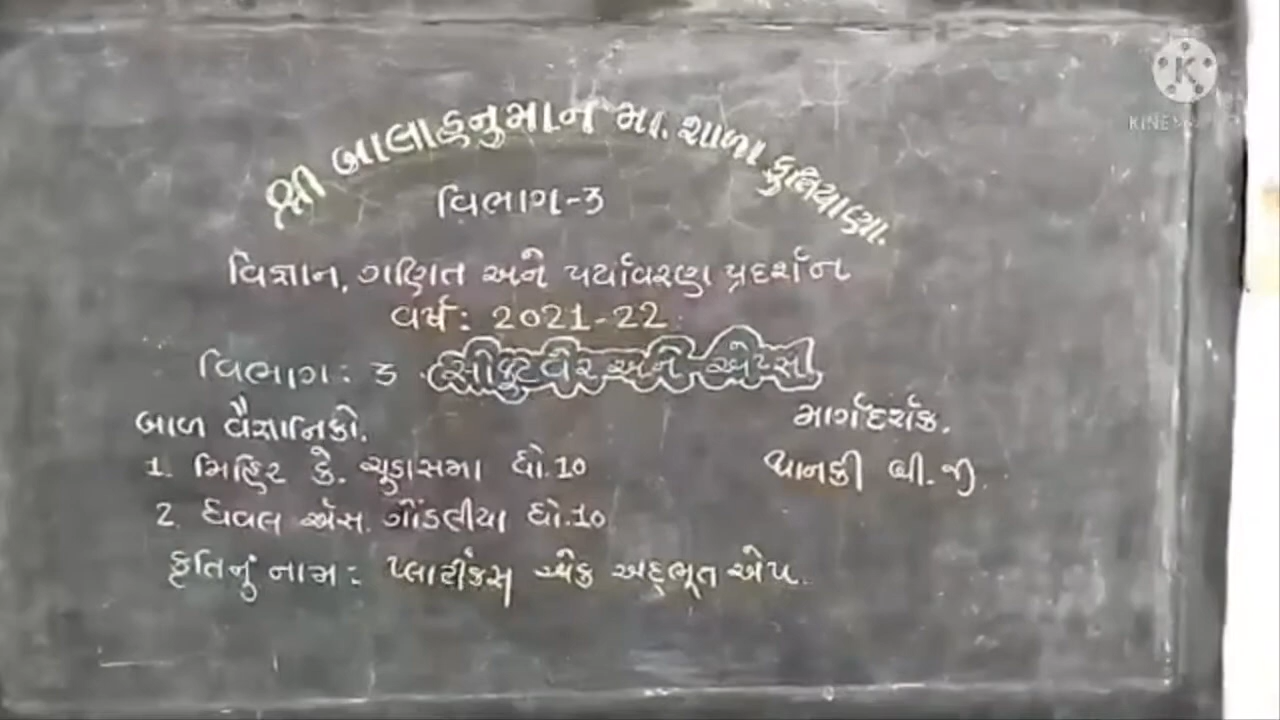 શ્રી બાલાહનુમાન મા. શાળા કુતિયાણા.
વિભાગ-૩
વિજ્ઞાન, ગણિત અને પર્યાવરણ પ્રદર્શન
વર્ષ: 2021-22
વિભાગ: ૩ સોફ્ટવેર અને એપ્સ
બાળ વૈજ્ઞાનિકો.
માર્ગદર્શક.
1. મિહિર કે. ચુડાસમા ધો.10
થાનકી બી.જી.
2. ધવલ એસ. ગોંડલીયા ધો.10
કૃતિનું નામ: એક અદ્ભૂત એપ.
KINEM